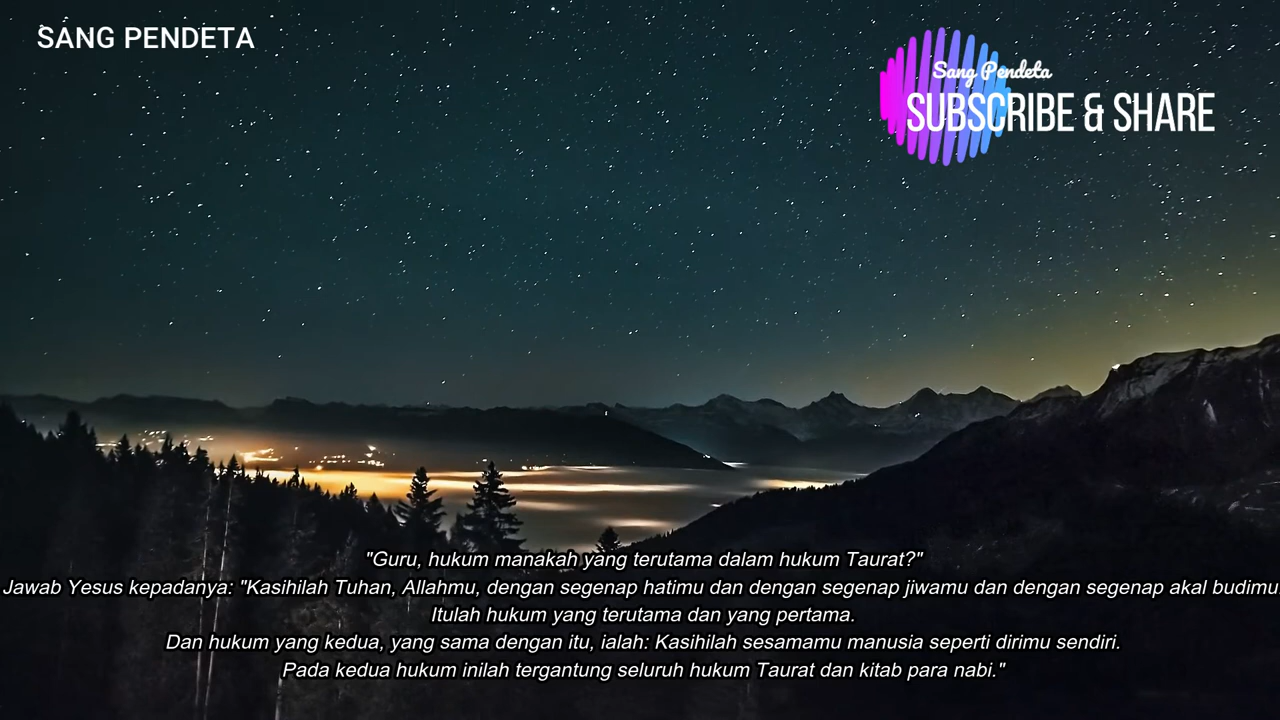 SANG PENDETA
Sang Pendeta
SUBSCRIBE & SHARE
"Guru, hukum manakah yang terutama dalam hukum Taurat?"
Jawab Yesus kepadanya: "Kasihilah Tuhan, Allahmu, dengan segenap hatimu dan dengan segenap jiwamu dan dengan segenap akal budimu.
Itulah hukum yang terutama dan yang pertama.
Dan hukum yang kedua, yang sama dengan itu, ialah: Kasihilah sesamamu manusia seperti dirimu sendiri.
Pada kedua hukum inilah tergantung seluruh hukum Taurat dan kitab para nabi."